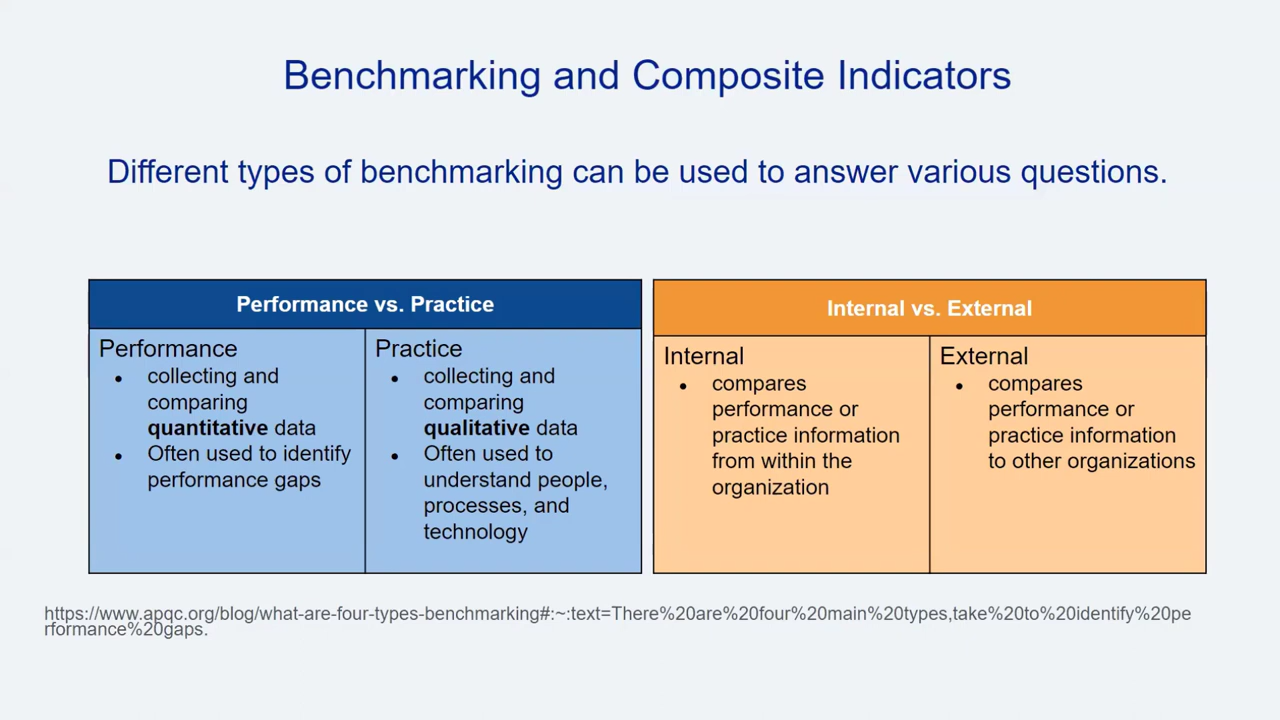 Benchmarking and Composite Indicators
Different types of benchmarking can be used to answer various questions.
Performance vs. Practice
Performance
• collecting and
comparing
quantitative data
• Often used to identify
performance gaps
Practice
• collecting and
comparing
qualitative data
• Often used to
understand people,
processes, and
technology
Internal vs. External
Internal
• compares
performance or
practice information
from within the
organization
External
• compares
performance or
practice information
to other organizations
https://www.apqc.org/blog/what-are-four-types-benchmarking#:~:text=There%20are%20four%20main%20types,take%20to%20identify%20pe
rformance%20gaps.